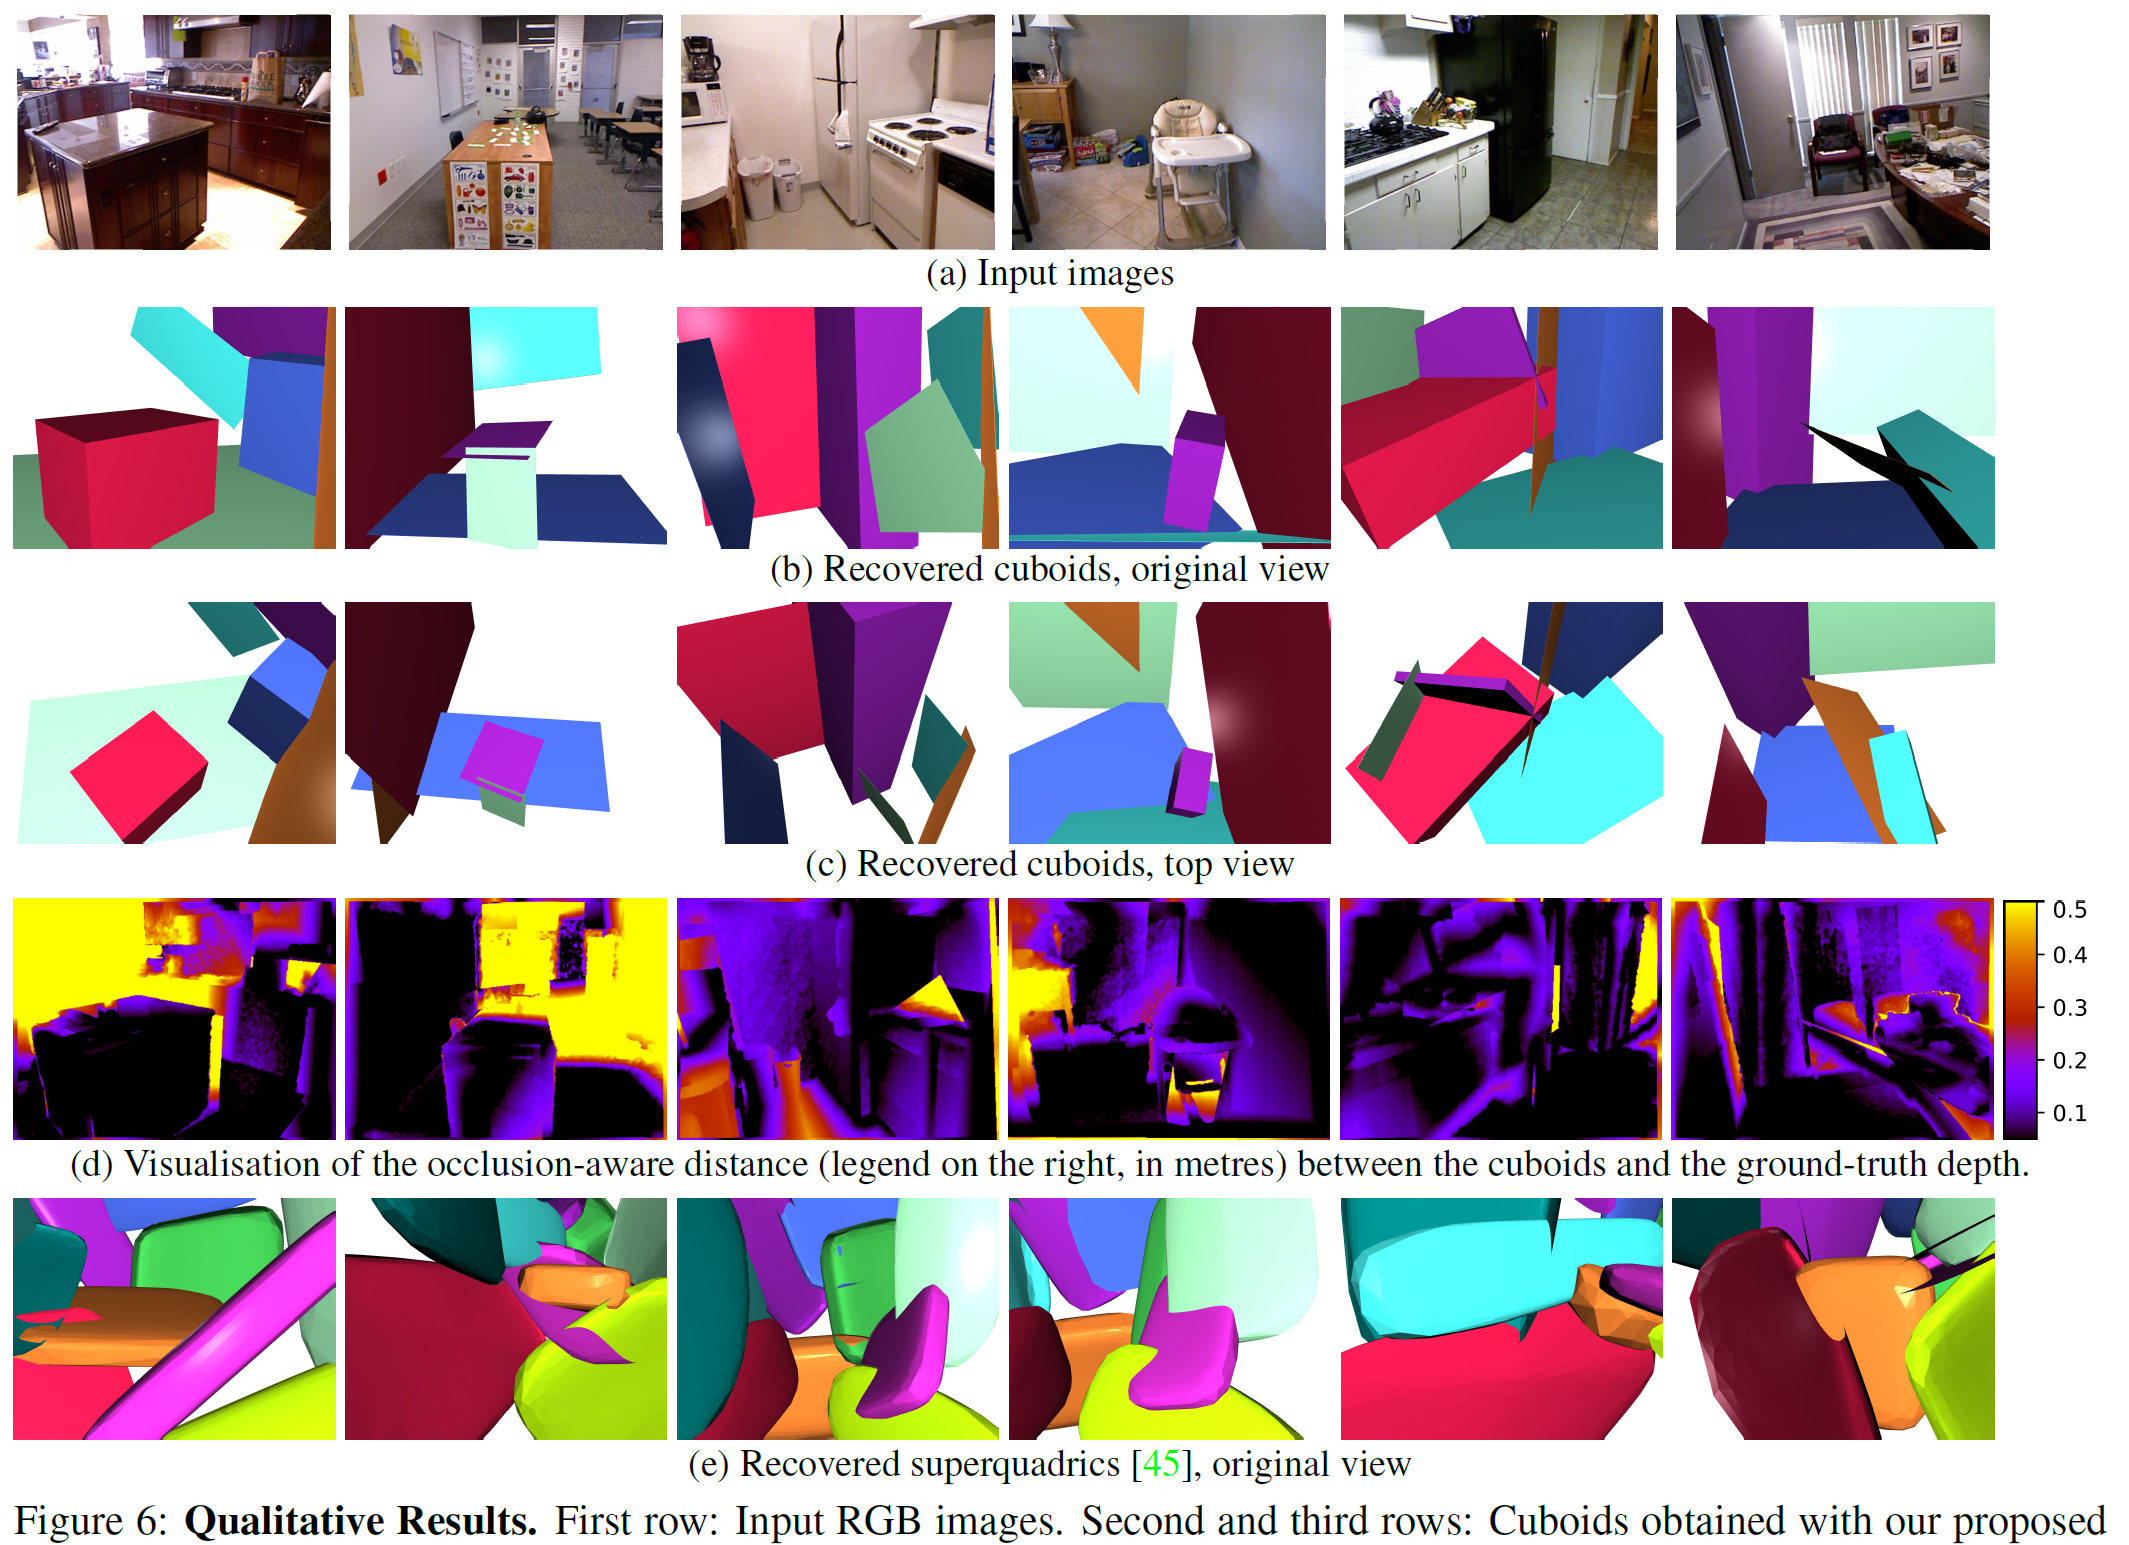 WHOLE
FOODS
(a) Input images
(b) Recovered cuboids, original view
(c) Recovered cuboids, top view
0.5
0.4
0.3
0.2
0.1
(d) Visualisation of the occlusion-aware distance (legend on the right, in metres) between the cuboids and the ground-truth depth.
(e) Recovered superquadrics [45], original view
Figure 6: Qualitative Results. First row: Input RGB images. Second and third rows: Cuboids obtained with our proposed